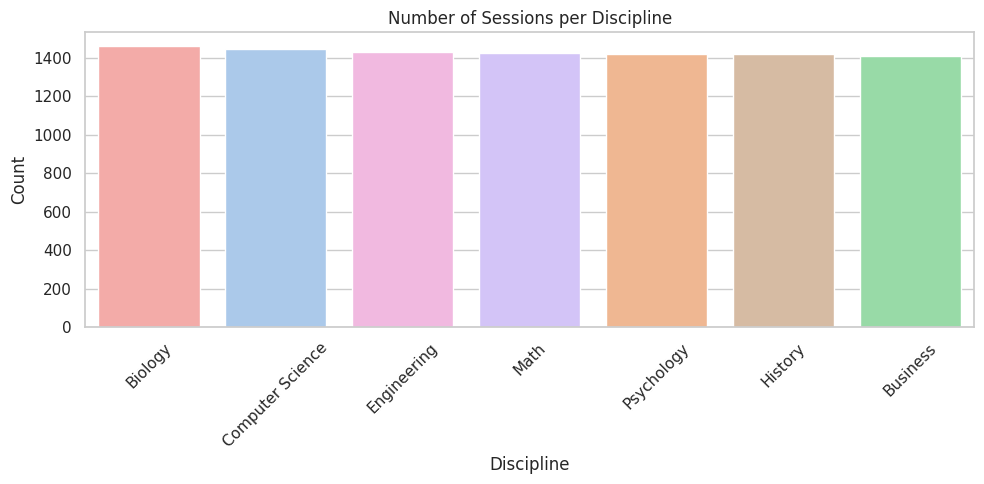 Number of Sessions per Discipline
Count
1400
1200
1000
800
600
400
200
0
Biology
Computer Science
Engineering
Math
Psychology
History
Business
Discipline